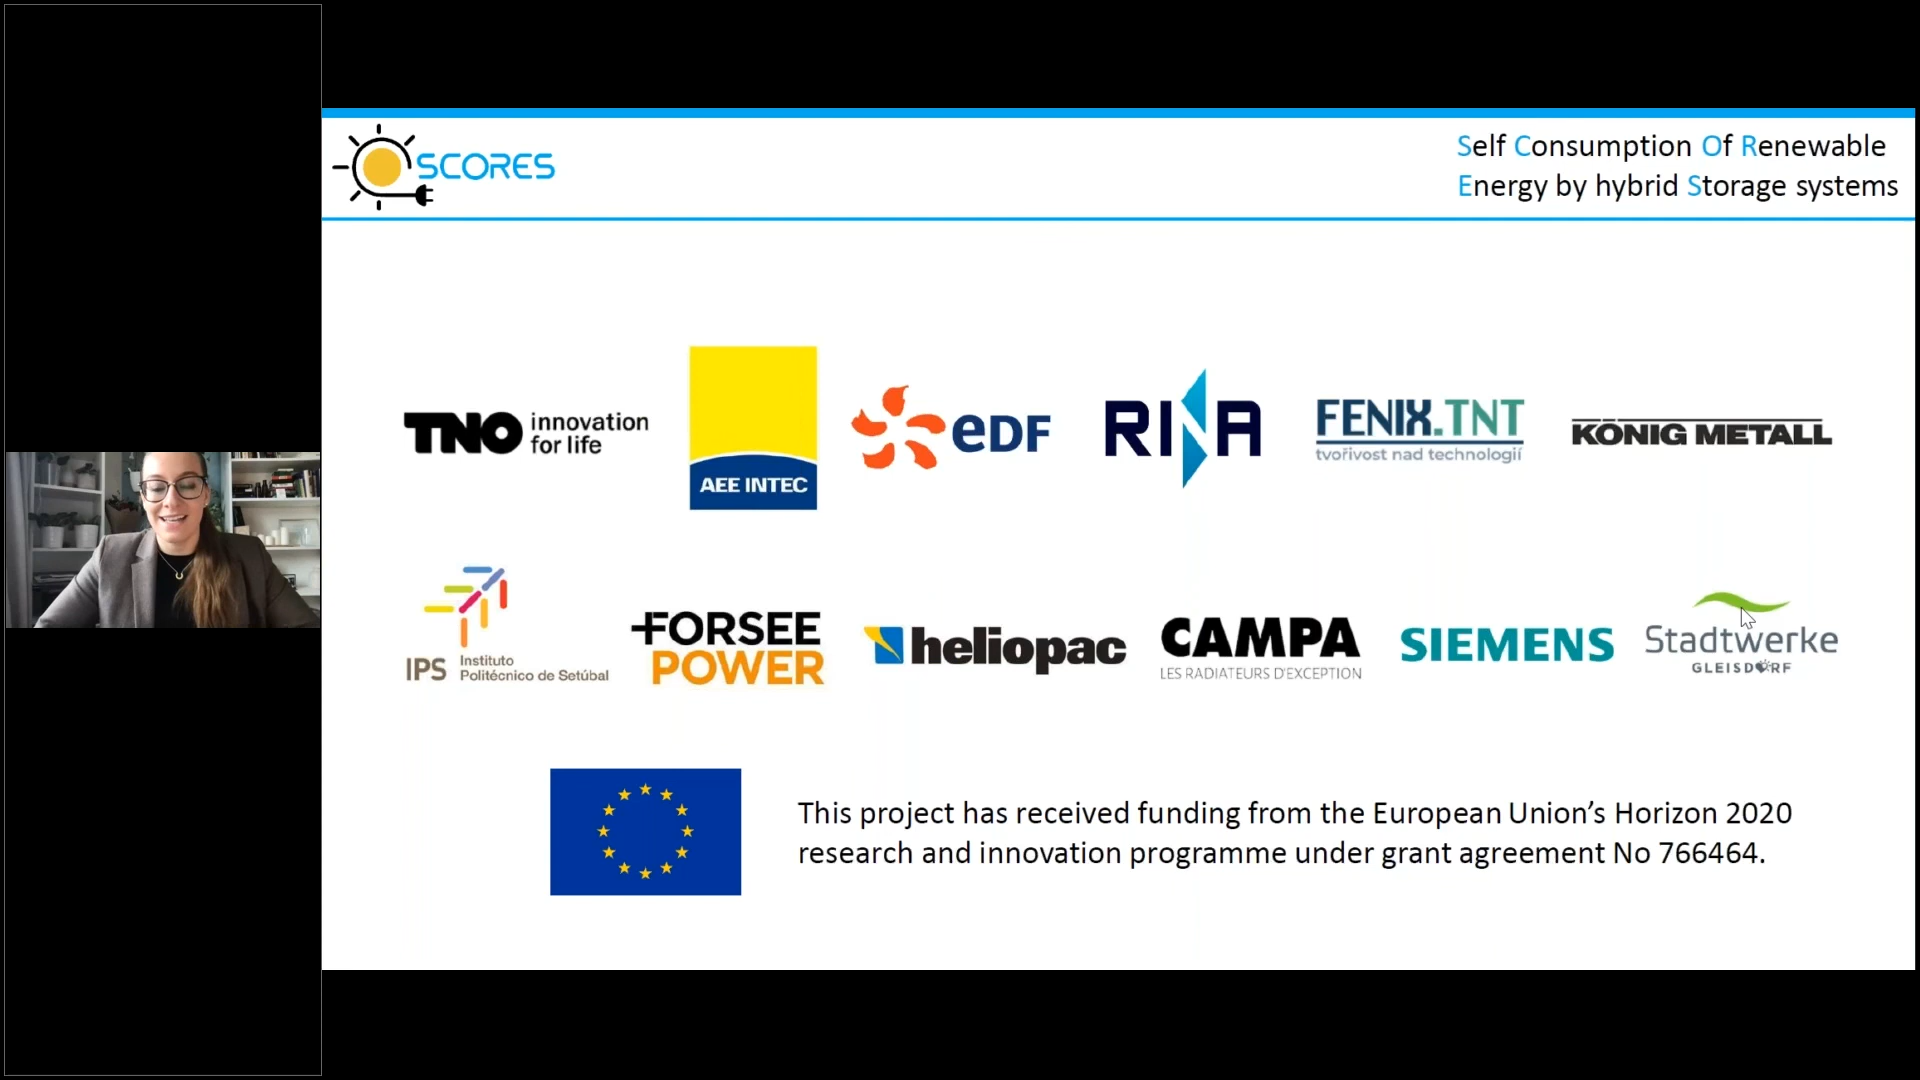 SCORES
Self Consumption Of Renewable
Energy by hybrid Storage systems
TNO innovation
for life
AEE INTEC
eDF
RINA
FENIX.TNT
tvořivost nad technologií
KÖNIG METALL
IPS Instituto
Politécnico de Setúbal
FORSEE
POWER
heliopac
CAMPA
LES RADIATEURS D'EXCEPTION
SIEMENS
Stadtwerke
GLEISDORF
This project has received funding from the European Union’s Horizon 2020
research and innovation programme under grant agreement No 766464.